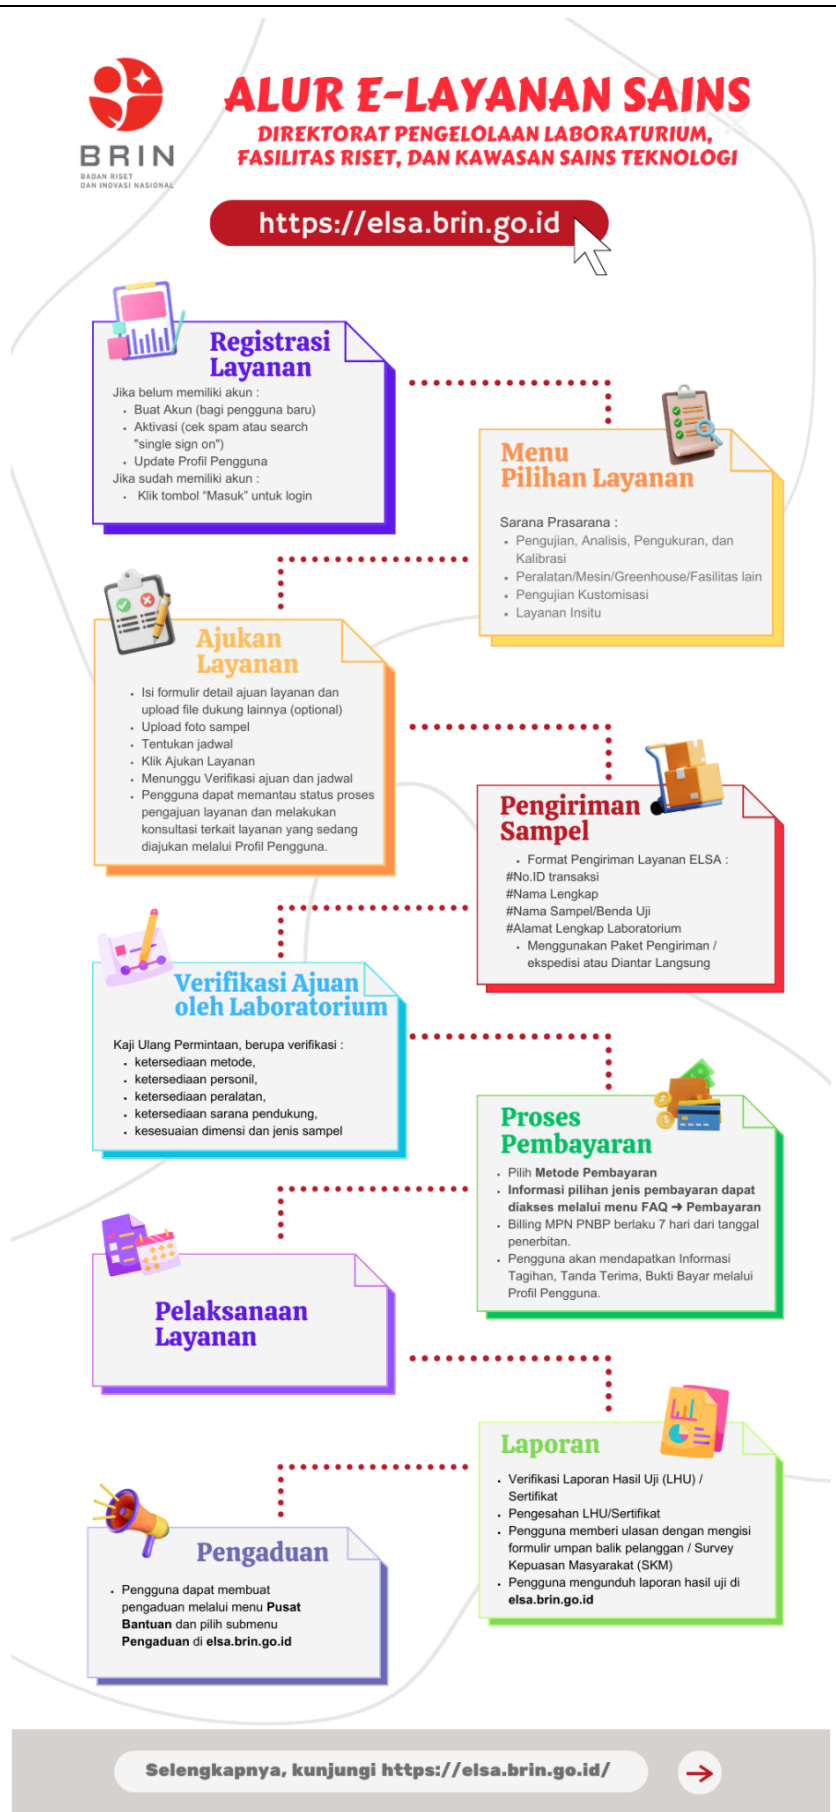 BRIN
BADAN RISET
DAN INOVASI NASIONAL
ALUR E-LAYANAN SAINS
DIREKTORAT PENGELOLAAN LABORATURIUM,
FASILITAS RISET, DAN KAWASAN SAINS TEKNOLOGI
https://elsa.brin.go.id
Registrasi
Layanan
Jika belum memiliki akun :
• Buat Akun (bagi pengguna baru)
• Aktivasi (cek spam atau search
"single sign on")
• Update Profil Pengguna
Jika sudah memiliki akun :
• Klik tombol “Masuk” untuk login
Menu
Pilihan Layanan
Sarana Prasarana :
• Pengujian, Analisis, Pengukuran, dan
Kalibrasi
• Peralatan/Mesin/Greenhouse/Fasilitas lain
• Pengujian Kustomisasi
• Layanan Insitu
Ajukan
Layanan
• Isi formulir detail ajuan layanan dan
upload file dukung lainnya (optional)
• Upload foto sampel
• Tentukan jadwal
• Klik Ajukan Layanan
• Menunggu Verifikasi ajuan dan jadwal
• Pengguna dapat memantau status proses
pengajuan layanan dan melakukan
konsultasi terkait layanan yang sedang
diajukan melalui Profil Pengguna.
Pengiriman
Sampel
• Format Pengiriman Layanan ELSA :
#No.ID transaksi
#Nama Lengkap
#Nama Sampel/Benda Uji
#Alamat Lengkap Laboratorium
• Menggunakan Paket Pengiriman /
ekspedisi atau Diantar Langsung
Verifikasi Ajuan
oleh Laboratorium
Kaji Ulang Permintaan, berupa verifikasi :
• ketersediaan metode,
• ketersediaan personil,
• ketersediaan peralatan,
• ketersediaan sarana pendukung,
• kesesuaian dimensi dan jenis sampel
Proses
Pembayaran
• Pilih Metode Pembayaran
• Informasi pilihan jenis pembayaran dapat
diakses melalui menu FAQ ➜ Pembayaran
• Billing MPN PNBP berlaku 7 hari dari tanggal
penerbitan.
• Pengguna akan mendapatkan Informasi
Tagihan, Tanda Terima, Bukti Bayar melalui
Profil Pengguna.
Pelaksanaan
Layanan
Laporan
• Verifikasi Laporan Hasil Uji (LHU) /
Sertifikat
• Pengesahan LHU/Sertifikat
• Pengguna memberi ulasan dengan mengisi
formulir umpan balik pelanggan / Survey
Kepuasan Masyarakat (SKM)
• Pengguna mengunduh laporan hasil uji di
elsa.brin.go.id
Pengaduan
• Pengguna dapat membuat
pengaduan melalui menu Pusat
Bantuan dan pilih submenu
Pengaduan di elsa.brin.go.id
Selengkapnya, kunjungi https://elsa.brin.go.id/